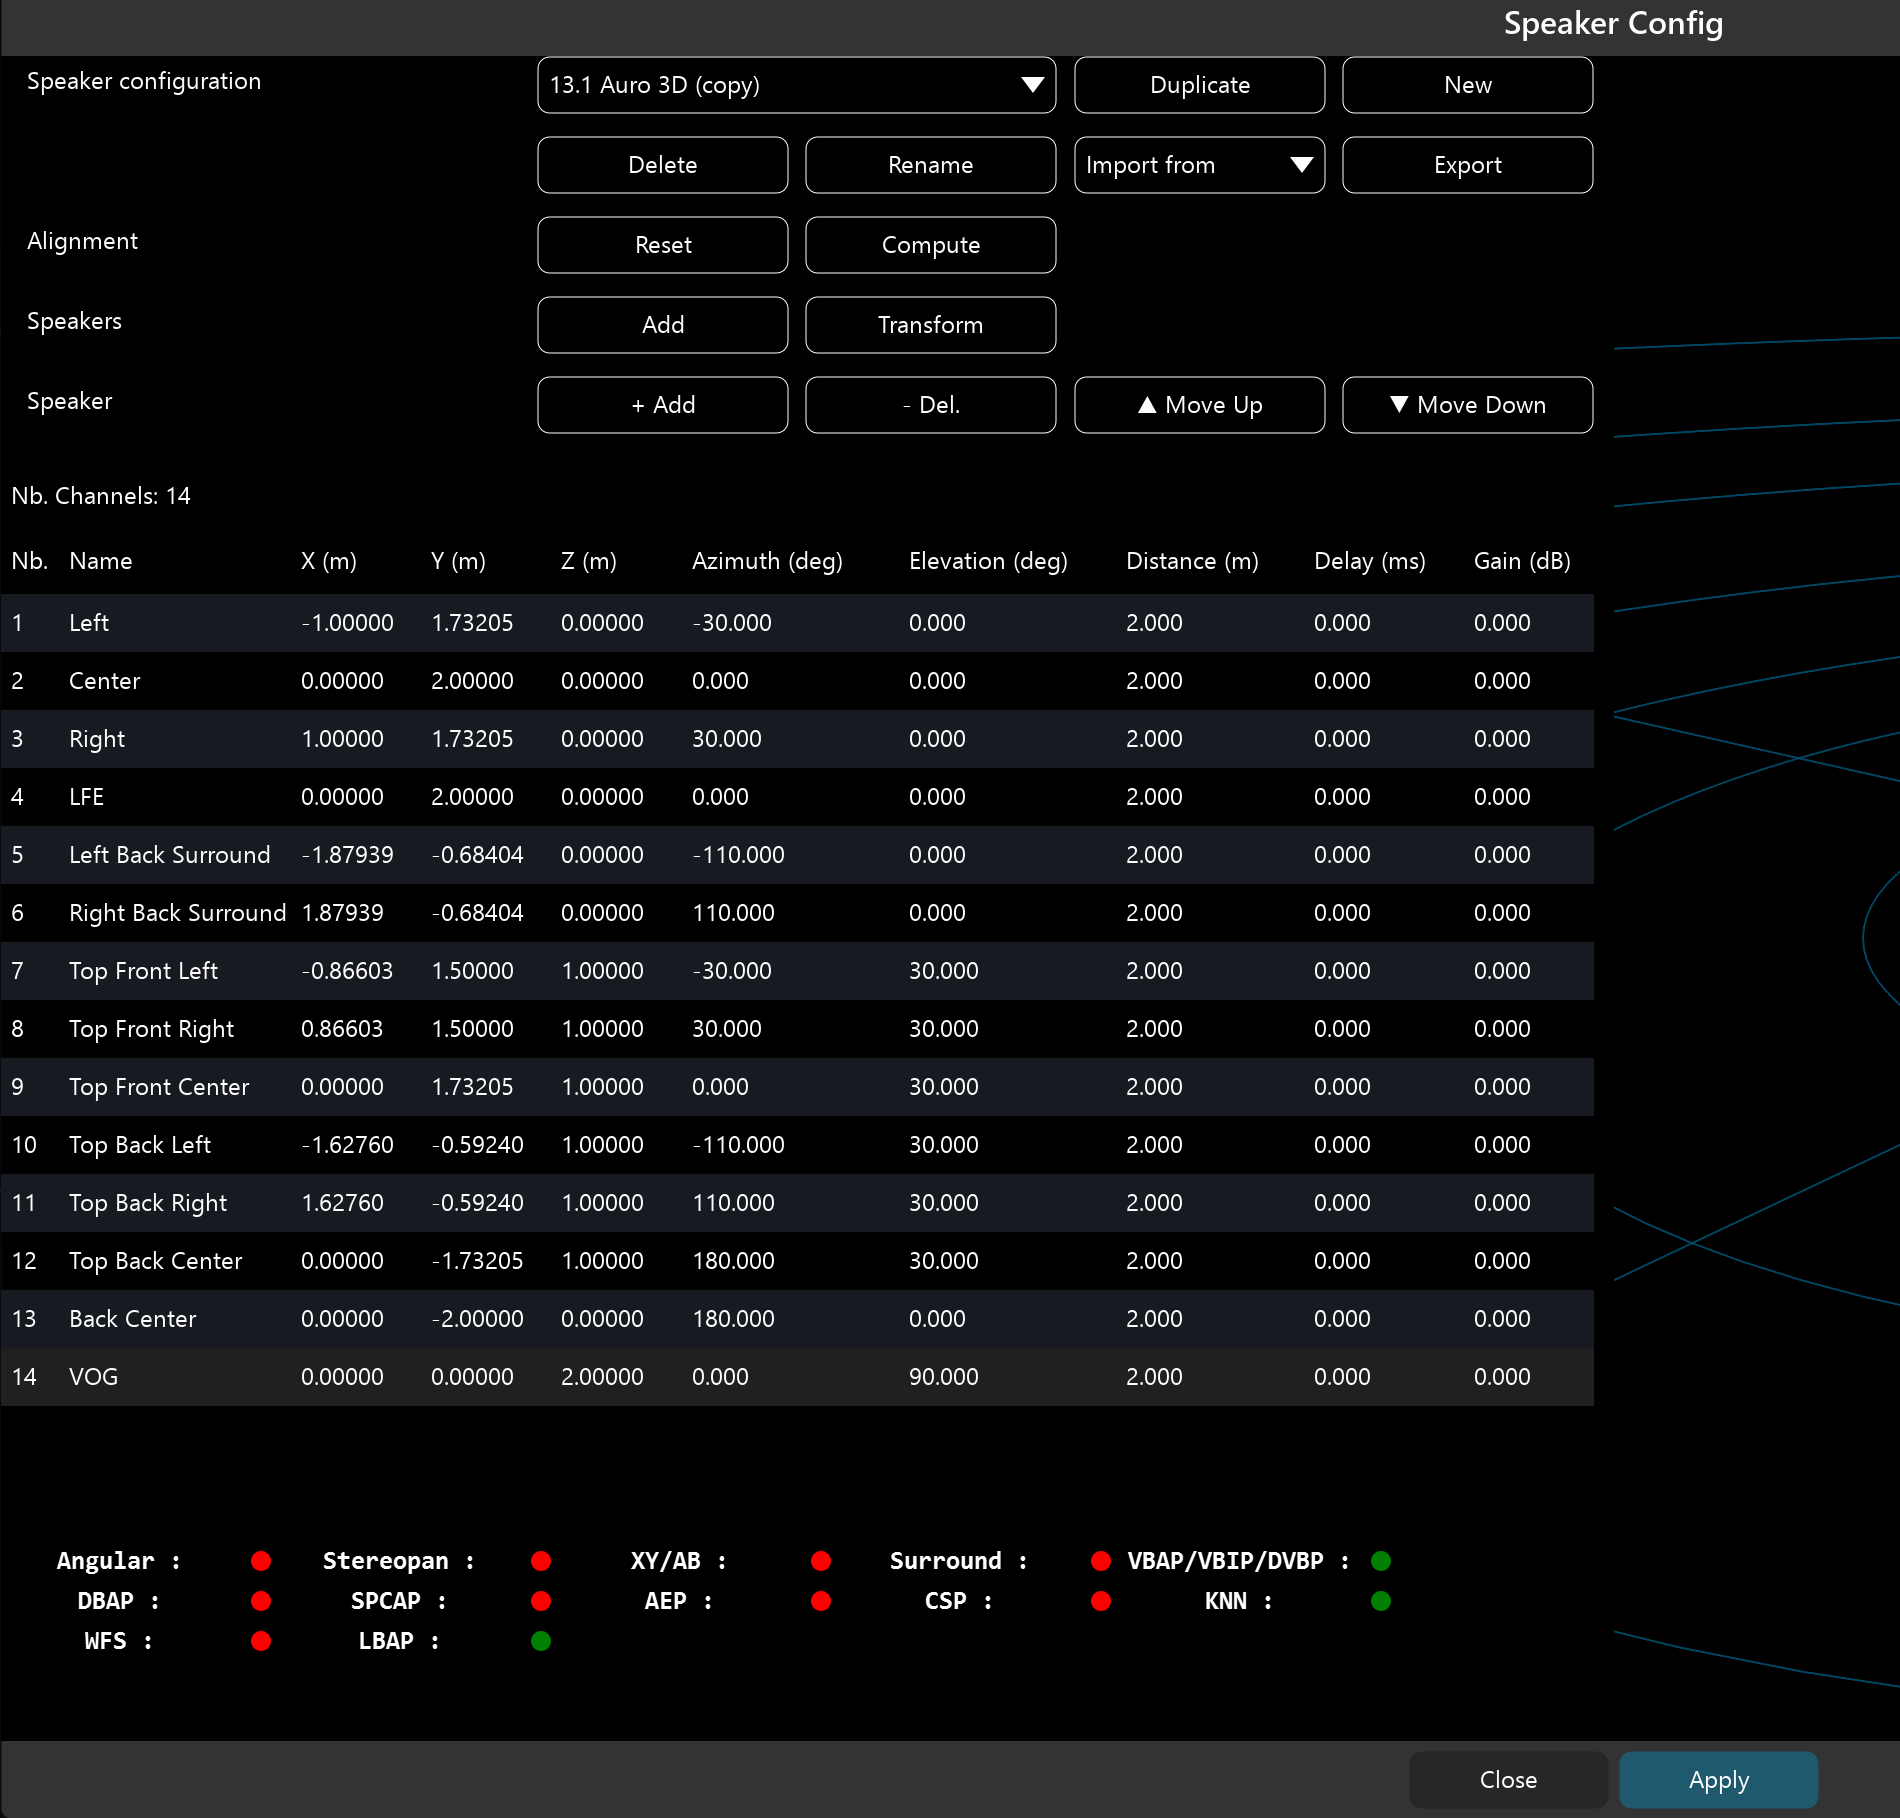 Speaker Config
Speaker configuration 13.1 Auro 3D (copy) Duplicate New
Delete Rename Import from Export
Alignment Reset Compute
Speakers Add Transform
Speaker + Add - Del. ▲ Move Up ▼ Move Down
Nb. Channels: 14
Nb. Name X (m) Y (m) Z (m) Azimuth (deg) Elevation (deg) Distance (m) Delay (ms) Gain (dB)
1 Left -1.00000 1.73205 0.00000 -30.000 0.000 2.000 0.000 0.000
2 Center 0.00000 2.00000 0.00000 0.000 0.000 2.000 0.000 0.000
3 Right 1.00000 1.73205 0.00000 30.000 0.000 2.000 0.000 0.000
4 LFE 0.00000 2.00000 0.00000 0.000 0.000 2.000 0.000 0.000
5 Left Back Surround -1.87939 -0.68404 0.00000 -110.000 0.000 2.000 0.000 0.000
6 Right Back Surround 1.87939 -0.68404 0.00000 110.000 0.000 2.000 0.000 0.000
7 Top Front Left -0.86603 1.50000 1.00000 -30.000 30.000 2.000 0.000 0.000
8 Top Front Right 0.86603 1.50000 1.00000 30.000 30.000 2.000 0.000 0.000
9 Top Front Center 0.00000 1.73205 1.00000 0.000 30.000 2.000 0.000 0.000
10 Top Back Left -1.62760 -0.59240 1.00000 -110.000 30.000 2.000 0.000 0.000
11 Top Back Right 1.62760 -0.59240 1.00000 110.000 30.000 2.000 0.000 0.000
12 Top Back Center 0.00000 -1.73205 1.00000 180.000 30.000 2.000 0.000 0.000
13 Back Center 0.00000 -2.00000 0.00000 180.000 0.000 2.000 0.000 0.000
14 VOG 0.00000 0.00000 2.00000 0.000 90.000 2.000 0.000 0.000
Angular : Stereopan : XY/AB : Surround : VBAP/VBIP/DVBP :
DBAP : SPCAP : AEP : CSP : KNN :
WFS : LBAP :
Close Apply